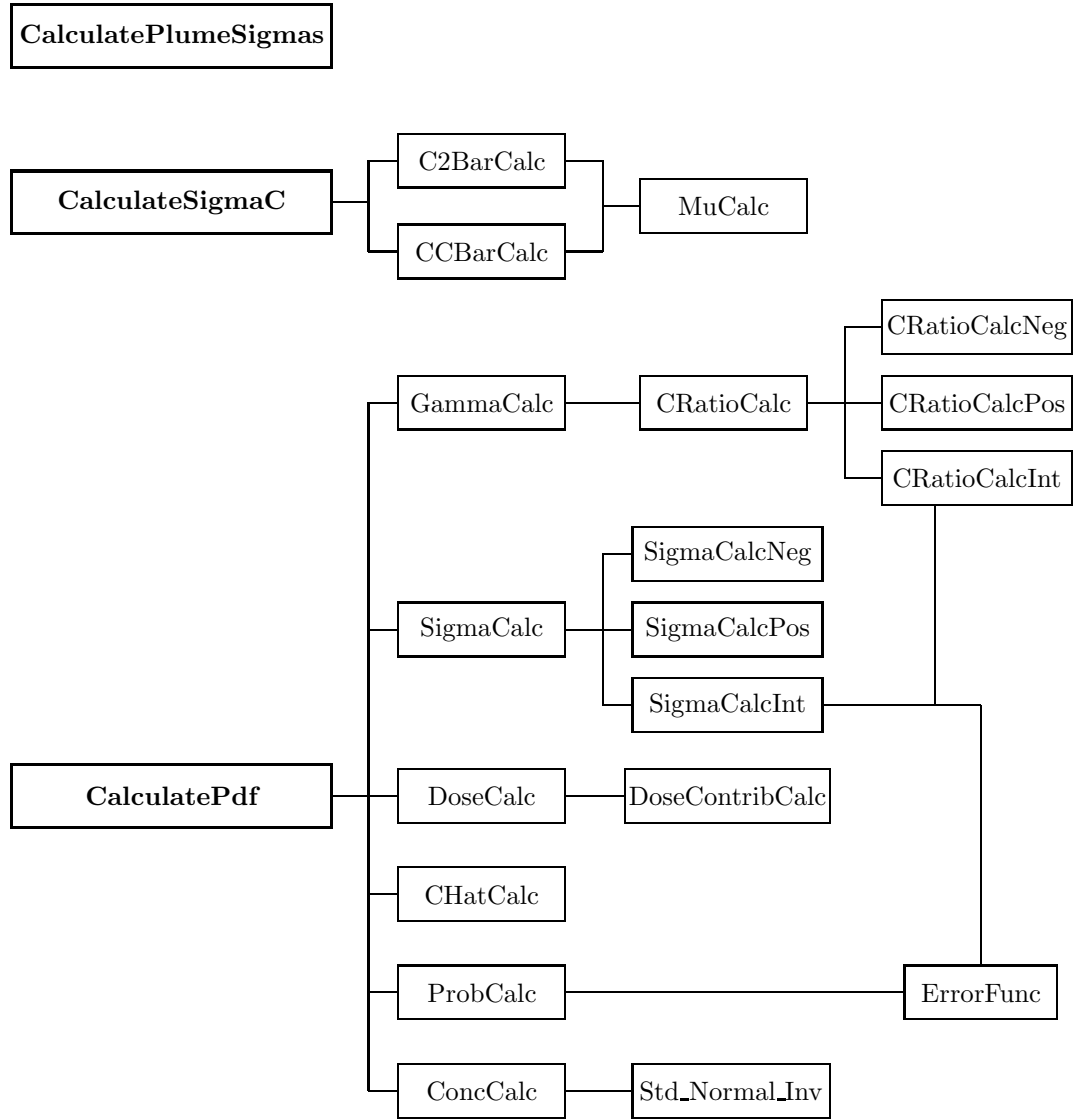 CalculatePlumeSigmas
C2BarCalc
CalculateSigmaC
MuCalc
CCBarCalc
CRatioCalcNeg
GammaCalc
CRatioCalc
CRatioCalcPos
CRatioCalcInt
SigmaCalcNeg
SigmaCalc
SigmaCalcPos
SigmaCalcInt
CalculatePdf
DoseCalc
DoseContribCalc
CHatCalc
ProbCalc
ErrorFunc
ConcCalc
Std_Normal_Inv